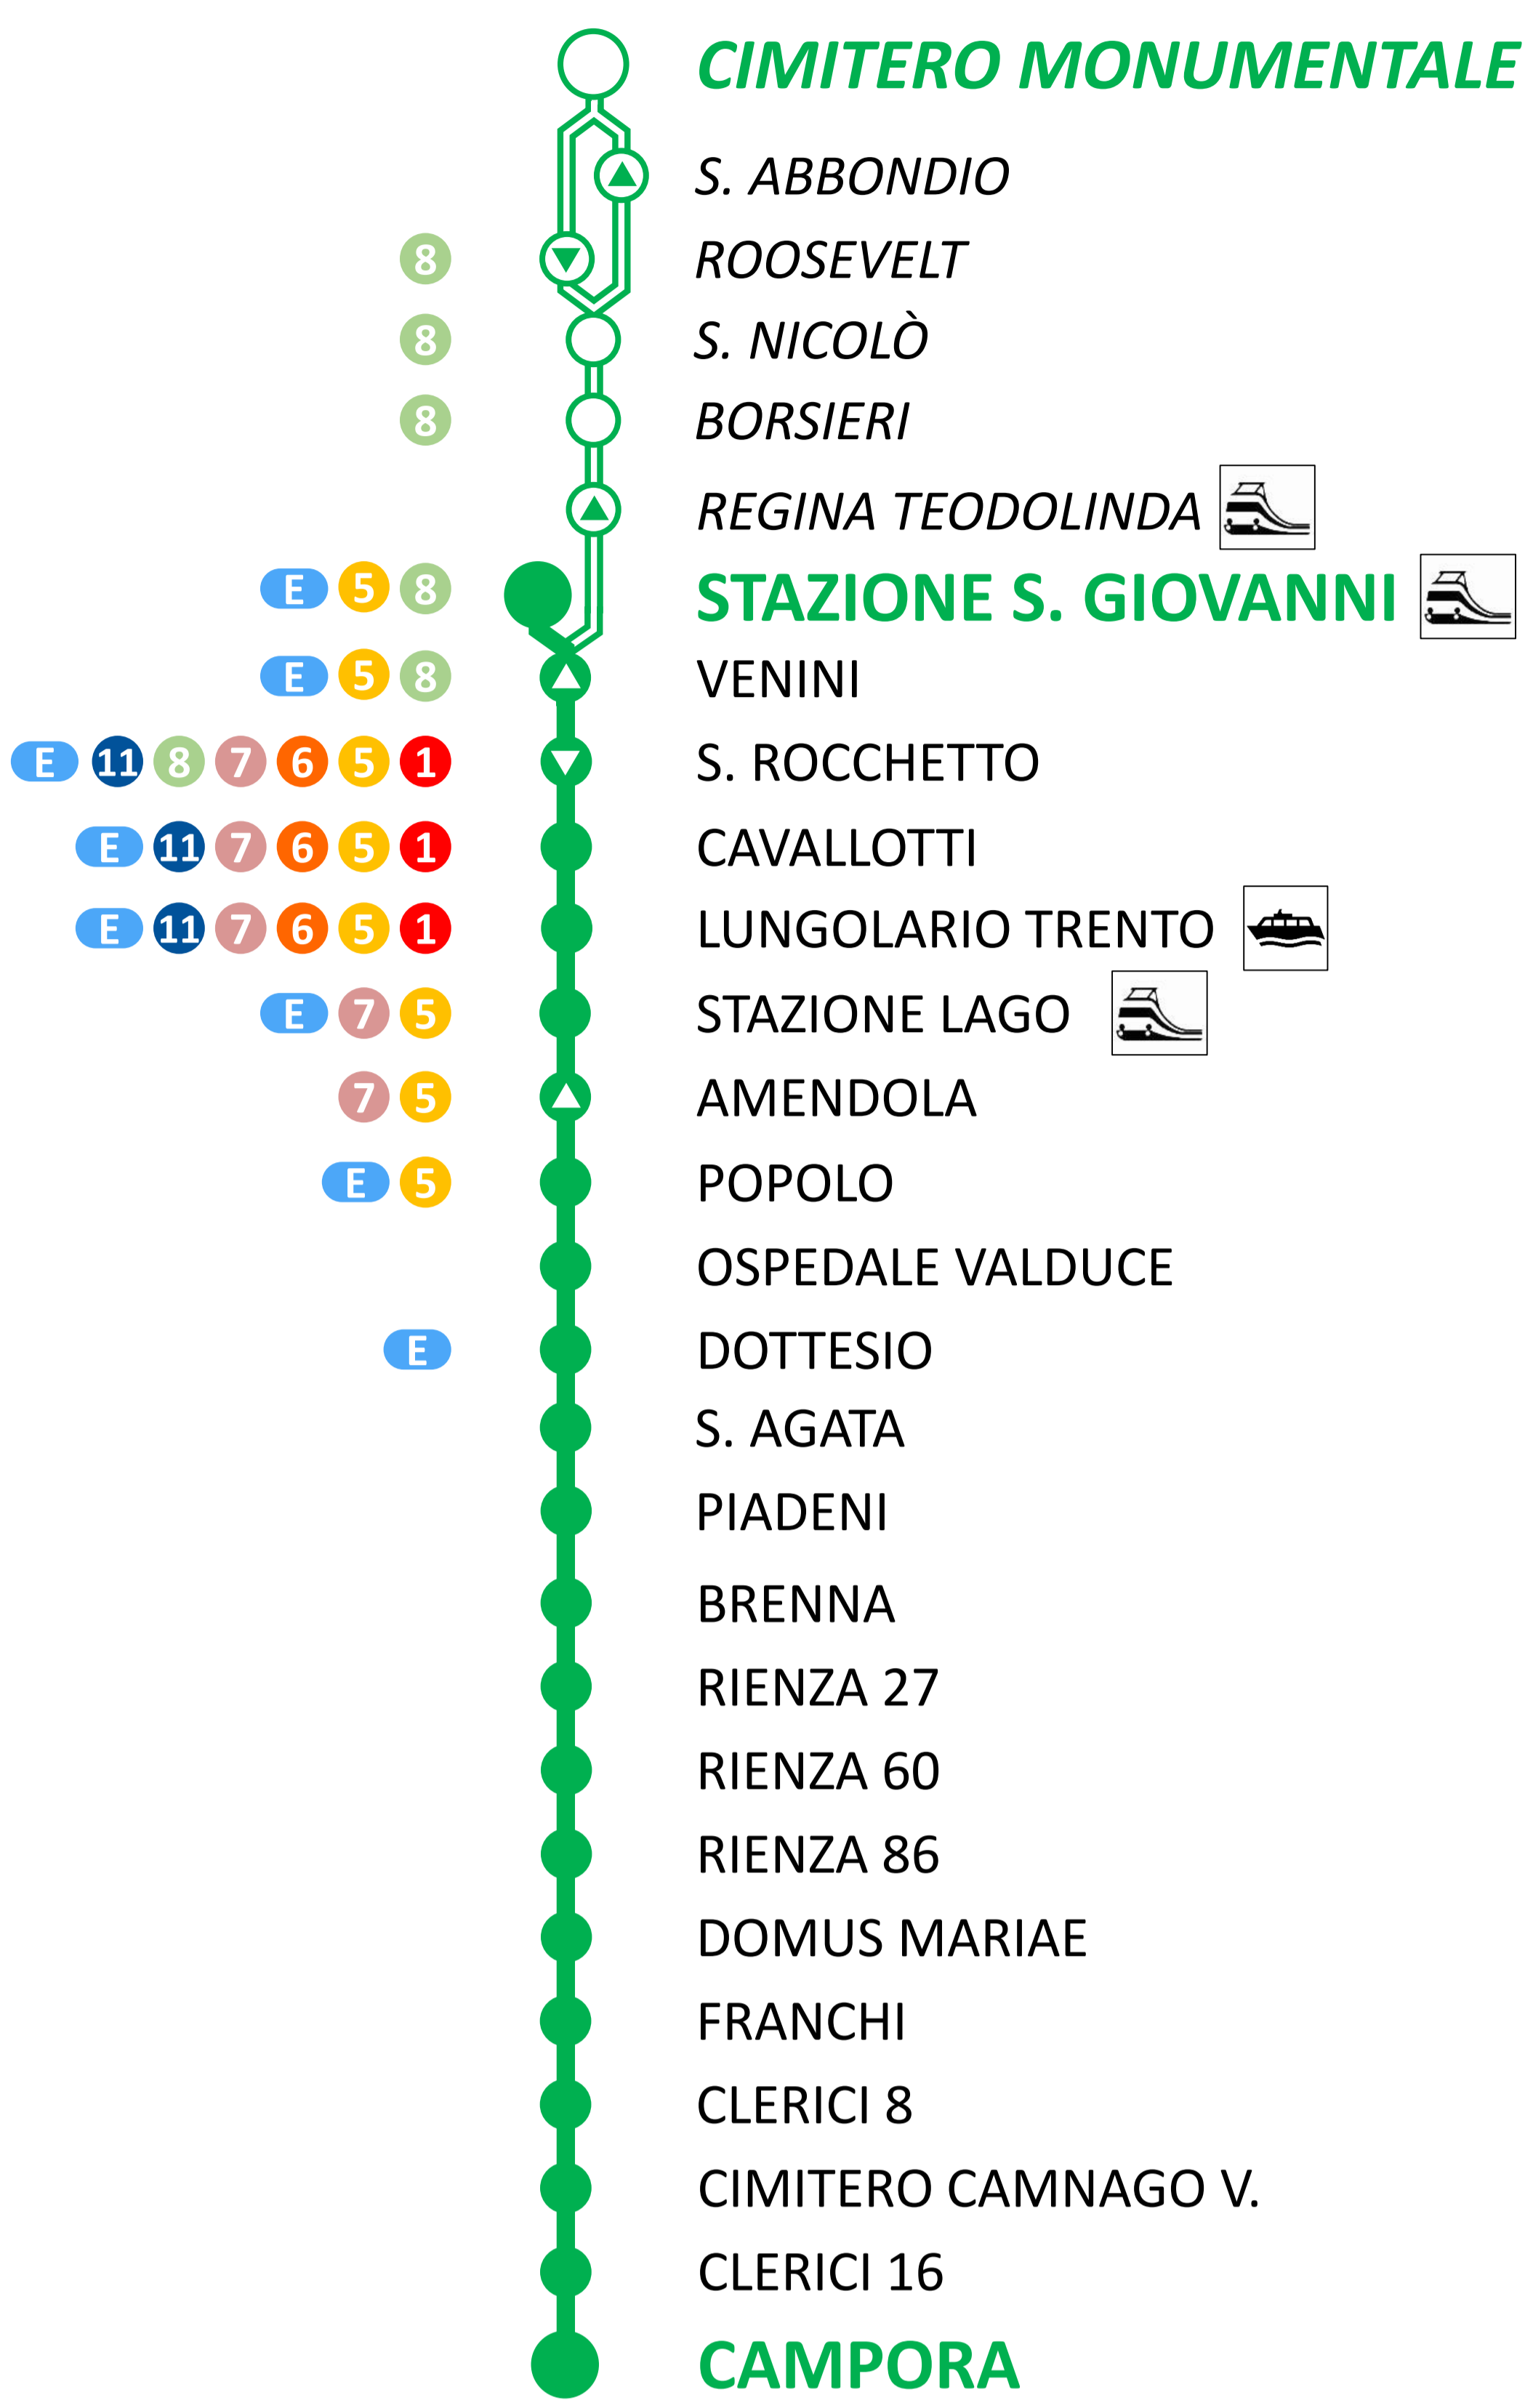 CIMITERO MONUMENTALE
S. ABBONDIO
8 ROOSEVELT
8 S. NICOLÒ
8 BORSIERI
REGINA TEODOLINDA
E 5 8 STAZIONE S. GIOVANNI
E 5 8 VENINI
E 11 8 7 6 5 1 S. ROCCHETTO
E 11 7 6 5 1 CAVALLOTTI
E 11 7 6 5 1 LUNGOLARIO TRENTO
E 7 5 STAZIONE LAGO
7 5 AMENDOLA
E 5 POPOLO
OSPEDALE VALDUCE
E DOTTESIO
S. AGATA
PIADENI
BRENNA
RIENZA 27
RIENZA 60
RIENZA 86
DOMUS MARIAE
FRANCHI
CLERICI 8
CIMITERO CAMNAGO V.
CLERICI 16
CAMPORA